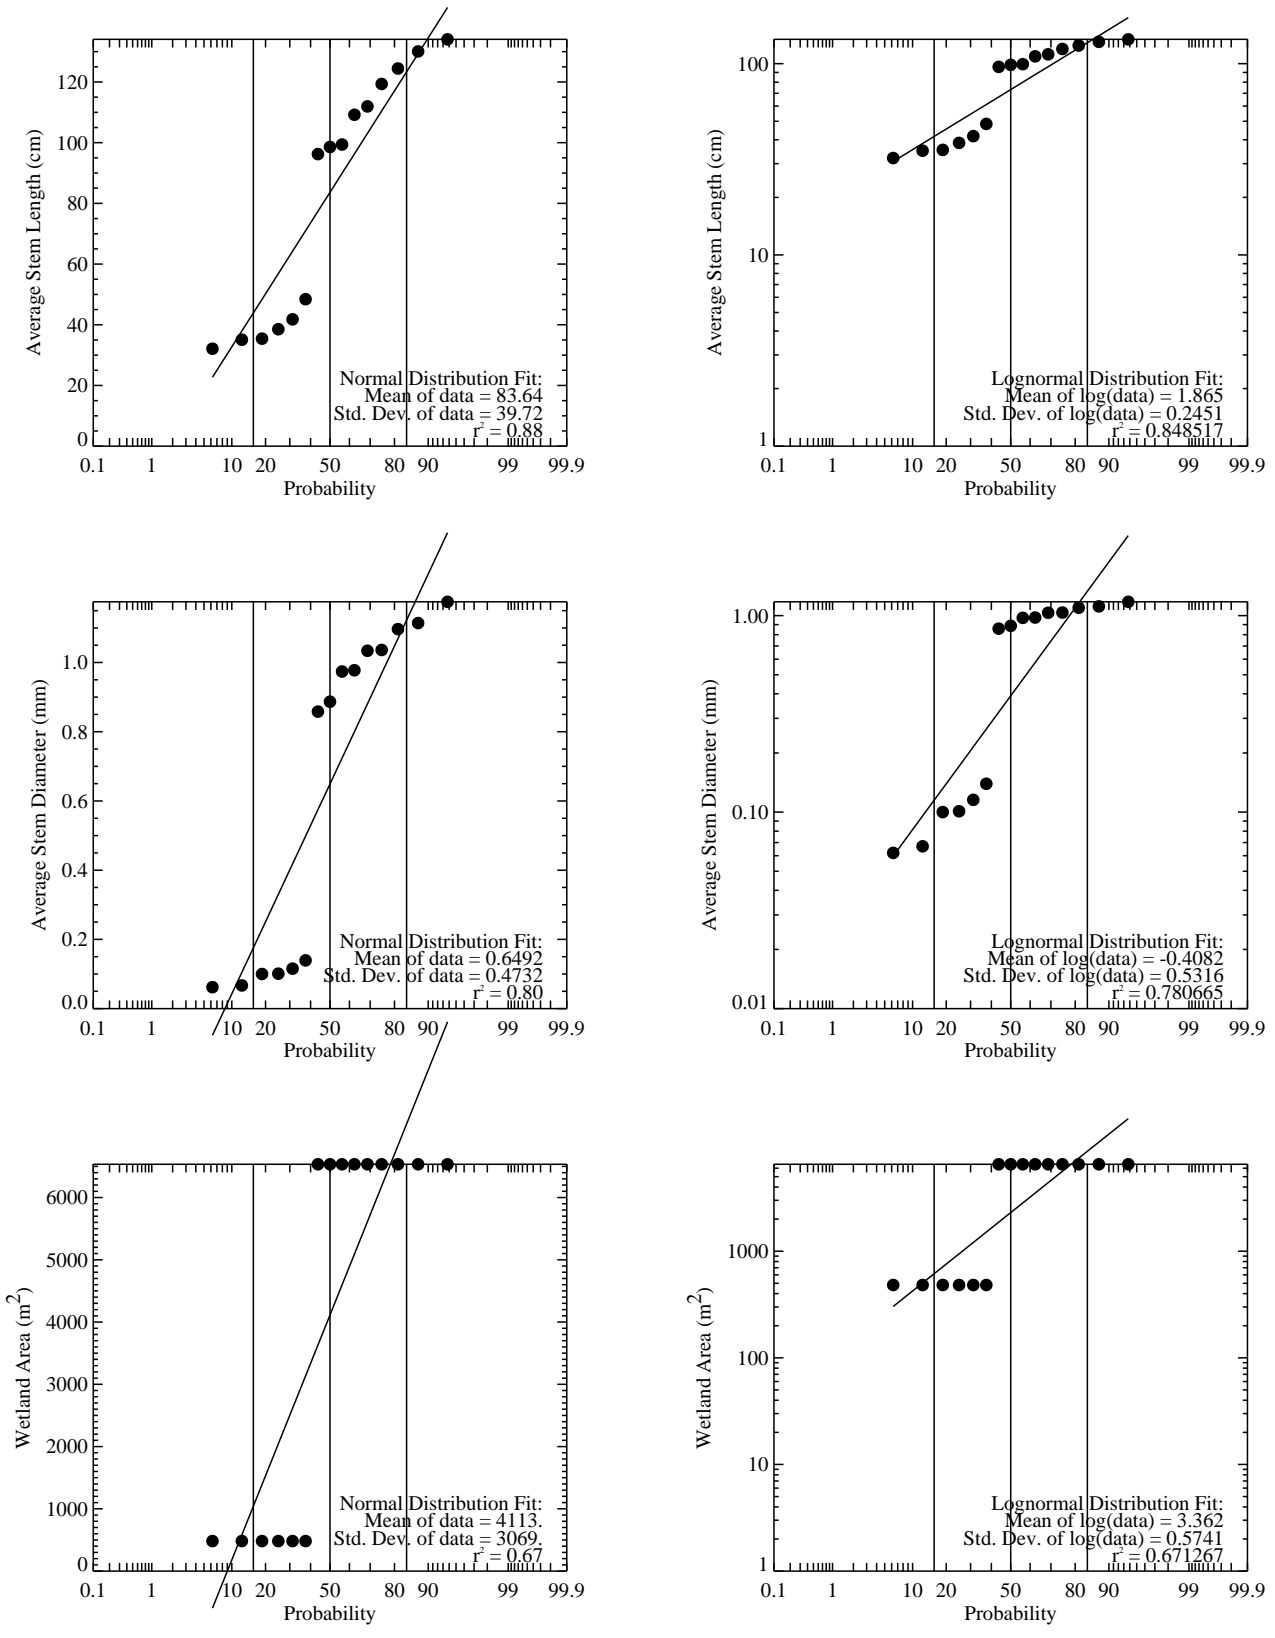 120
100
80
60
40
20
0
Average Stem Length (cm)
Normal Distribution Fit:
Mean of data = 83.64
Std. Dev. of data = 39.72
r² = 0.88
0.1 1 10 20 50 80 90 99 99.9
Probability
100
10
1
Average Stem Length (cm)
Lognormal Distribution Fit:
Mean of log(data) = 1.865
Std. Dev. of log(data) = 0.2451
r² = 0.848517
0.1 1 10 20 50 80 90 99 99.9
Probability
1.0
0.8
0.6
0.4
0.2
0.0
Average Stem Diameter (mm)
Normal Distribution Fit:
Mean of data = 0.6492
Std. Dev. of data = 0.4732
r² = 0.80
0.1 1 10 20 50 80 90 99 99.9
Probability
1.00
0.10
0.01
Average Stem Diameter (mm)
Lognormal Distribution Fit:
Mean of log(data) = -0.4082
Std. Dev. of log(data) = 0.5316
r² = 0.780665
0.1 1 10 20 50 80 90 99 99.9
Probability
6000
5000
4000
3000
2000
1000
0
Wetland Area (m²)
Normal Distribution Fit:
Mean of data = 4113.
Std. Dev. of data = 3069.
r² = 0.67
0.1 1 10 20 50 80 90 99 99.9
Probability
1000
100
10
1
Wetland Area (m²)
Lognormal Distribution Fit:
Mean of log(data) = 3.362
Std. Dev. of log(data) = 0.5741
r² = 0.671267
0.1 1 10 20 50 80 90 99 99.9
Probability